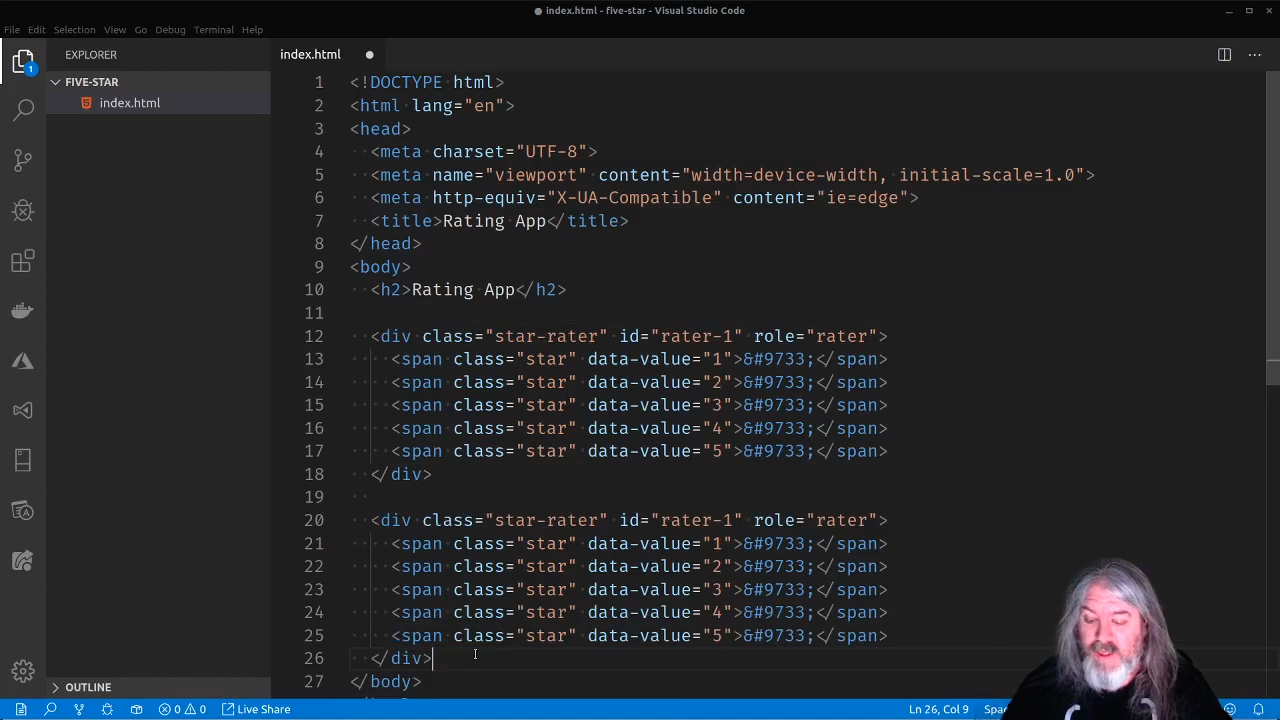 index.html - five-star - Visual Studio Code
File Edit Selection View Go Debug Terminal Help
EXPLORER
index.html
FIVE-STAR
index.html
1
1 <!DOCTYPE html>
2 <html lang="en">
3 <head>
4 <meta charset="UTF-8">
5 <meta name="viewport" content="width=device-width, initial-scale=1.0">
6 <meta http-equiv="X-UA-Compatible" content="ie=edge">
7 <title>Rating App</title>
8 </head>
9 <body>
10 <h2>Rating App</h2>
11
12 <div class="star-rater" id="rater-1" role="rater">
13 <span class="star" data-value="1">&#9733;</span>
14 <span class="star" data-value="2">&#9733;</span>
15 <span class="star" data-value="3">&#9733;</span>
16 <span class="star" data-value="4">&#9733;</span>
17 <span class="star" data-value="5">&#9733;</span>
18 </div>
19
20 <div class="star-rater" id="rater-1" role="rater">
21 <span class="star" data-value="1">&#9733;</span>
22 <span class="star" data-value="2">&#9733;</span>
23 <span class="star" data-value="3">&#9733;</span>
24 <span class="star" data-value="4">&#9733;</span>
25 <span class="star" data-value="5">&#9733;</span>
26 </div>
27 </body>
OUTLINE
0 0 Live Share Ln 26, Col 9